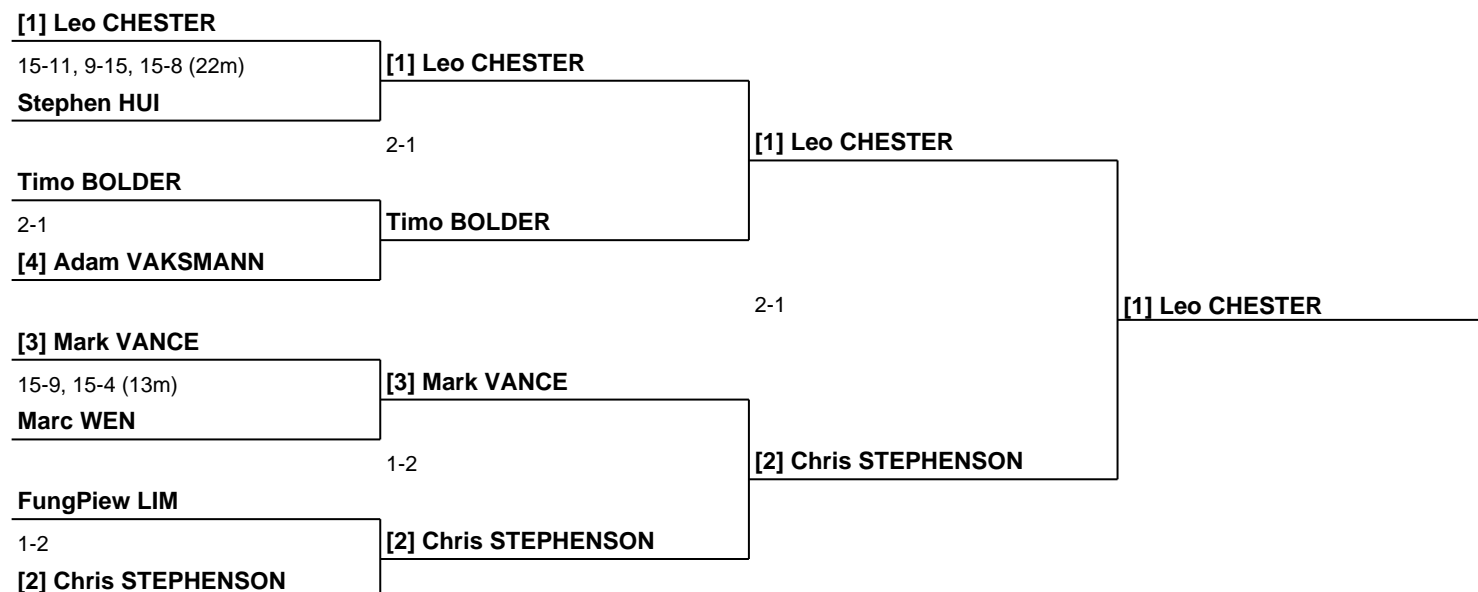 [1] Leo CHESTER
15-11, 9-15, 15-8 (22m)
[1] Leo CHESTER
Stephen HUI
2-1
[1] Leo CHESTER
Timo BOLDER
2-1
Timo BOLDER
[4] Adam VAKSMANN
2-1
[1] Leo CHESTER
[3] Mark VANCE
15-9, 15-4 (13m)
[3] Mark VANCE
Marc WEN
1-2
[2] Chris STEPHENSON
FungPiew LIM
1-2
[2] Chris STEPHENSON
[2] Chris STEPHENSON